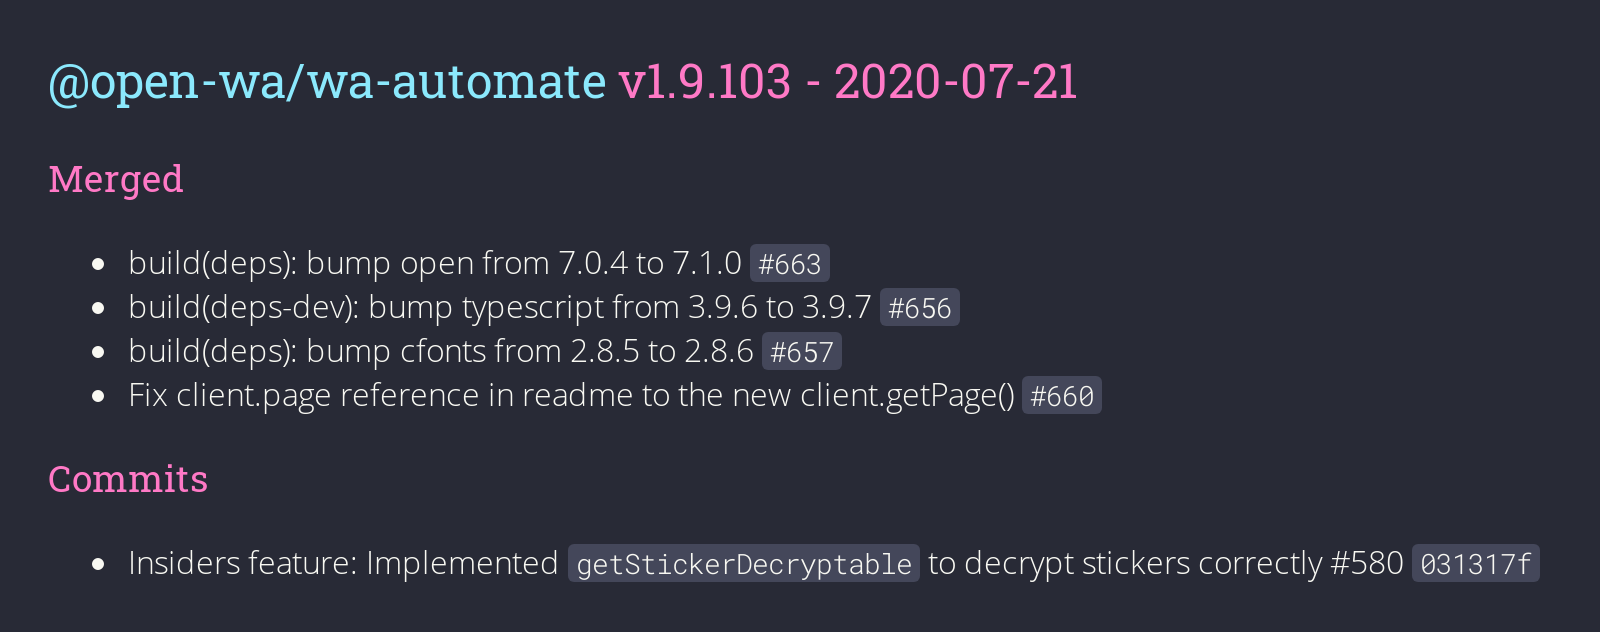 @open-wa/wa-automate v1.9.103 - 2020-07-21
Merged
build(deps): bump open from 7.0.4 to 7.1.0 #663
build(deps-dev): bump typescript from 3.9.6 to 3.9.7 #656
build(deps): bump cfonts from 2.8.5 to 2.8.6 #657
Fix client.page reference in readme to the new client.getPage() #660
Commits
Insiders feature: Implemented getStickerDecryptable to decrypt stickers correctly #580 031317f